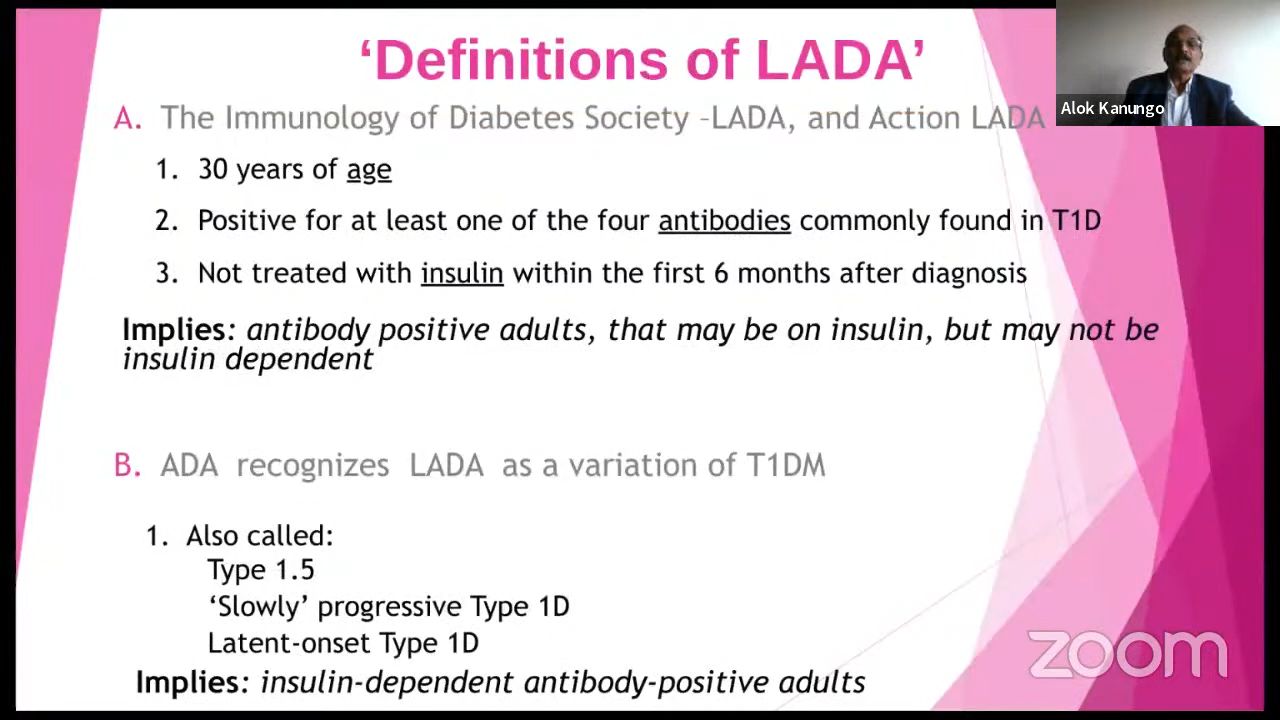 ‘Definitions of LADA’
Alok Kanungo
A. The Immunology of Diabetes Society –LADA, and Action LADA
1. 30 years of age
2. Positive for at least one of the four antibodies commonly found in T1D
3. Not treated with insulin within the first 6 months after diagnosis
Implies: antibody positive adults, that may be on insulin, but may not be
insulin dependent
B. ADA recognizes LADA as a variation of T1DM
1. Also called:
Type 1.5
‘Slowly’ progressive Type 1D
Latent-onset Type 1D
Implies: insulin-dependent antibody-positive adults
zoom